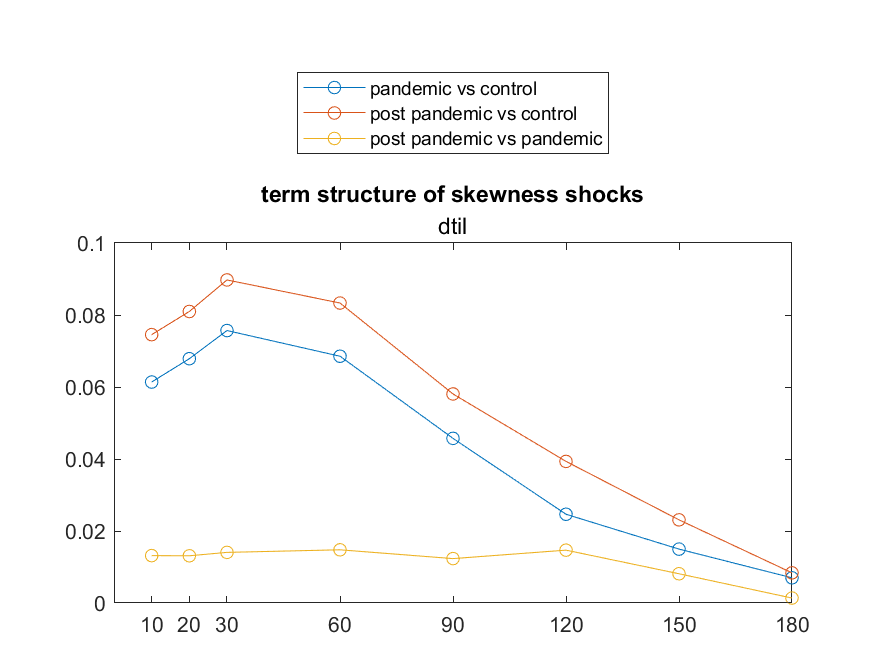 pandemic vs control
post pandemic vs control
post pandemic vs pandemic
term structure of skewness shocks
dtil
0.1
0.08
0.06
0.04
0.02
0
10 20 30 60 90 120 150 180